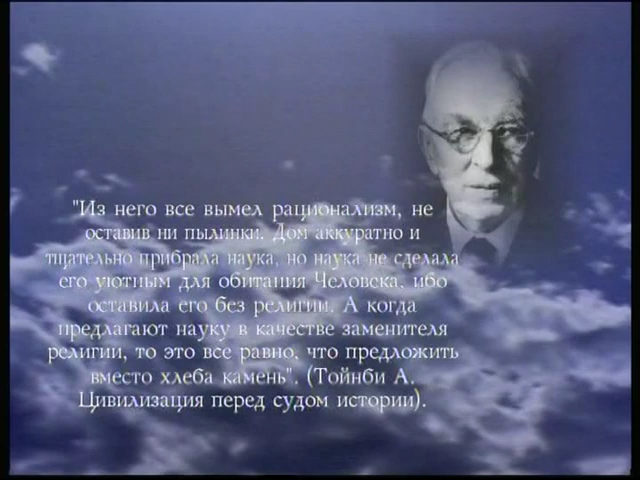 "Из него все вымел рационализм, не
оставив ни пылинки. Дом аккуратно и
тщательно прибрала наука, но наука не сделала
его уютным для обитания Человека, ибо
оставила его без религии. А когда
предлагают науку в качестве заменителя
религии, то это все равно, что предложить
вместо хлеба камень". (Тойнби А.
Цивилизация перед судом истории).